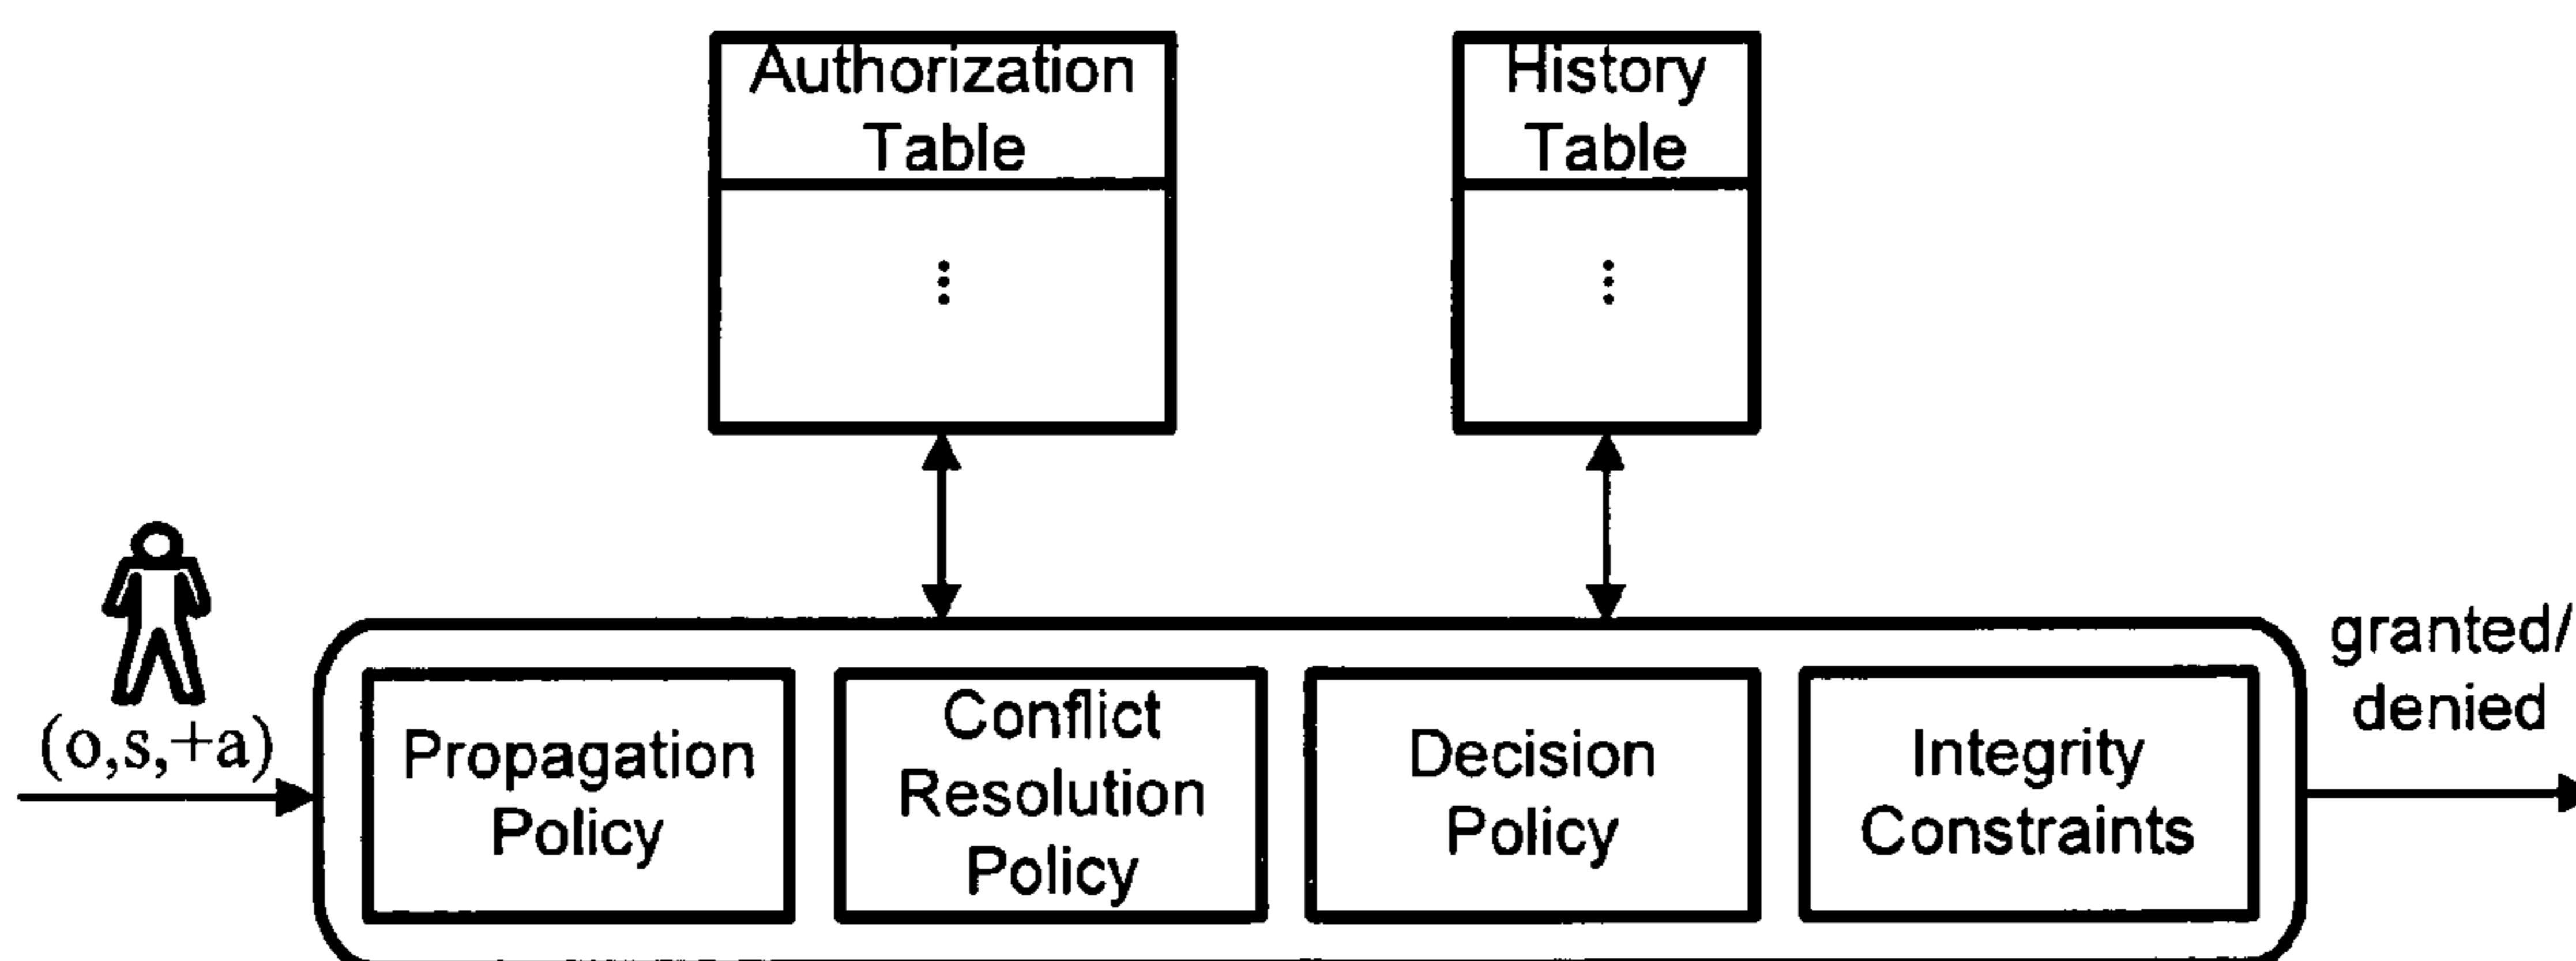 Authorization
Table
⋮
History
Table
⋮
(o,s,+a)
Propagation
Policy
Conflict
Resolution
Policy
Decision
Policy
Integrity
Constraints
granted/
denied